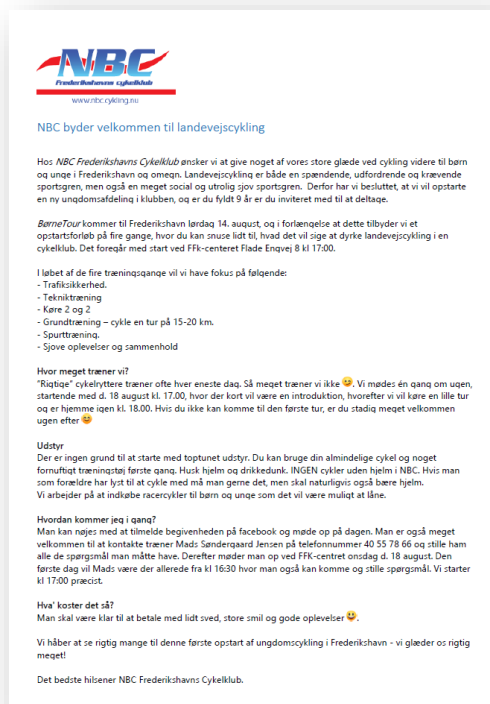 NBC
Frederikshavns cykelklub
www.nbc.cykling.nu
NBC byder velkommen til landevejscykling
Hos NBC Frederikshavns Cykelklub ønsker vi at give noget af vores store glæde ved cykling videre til børn
og unge i Frederikshavn og omegn. Landevejscykling er både en spændende, udfordrende og krævende
sportsgren, men også en meget social og utrolig sjov sportsgren.  Derfor har vi besluttet, at vi vil opstarte
en ny ungdomsafdeling i klubben, og er du fyldt 9 år er du inviteret med til at deltage.
BørneTour kommer til Frederikshavn lørdag 14. august, og i forlængelse at dette tilbyder vi et
opstartsforløb på fire gange, hvor du kan snuse lidt til, hvad det vil sige at dyrke landevejscykling i en
cykelklub. Det foregår med start ved FFk-centeret Flade Engvej 8 kl 17:00.
I løbet af de fire træningsgange vil vi have fokus på følgende:
- Trafiksikkerhed.
- Tekniktræning
- Køre 2 og 2
- Grundtræning – cykle en tur på 15-20 km.
- Spurttræning.
- Sjove oplevelser og sammenhold
Hvor meget træner vi?
"Rigtige" cykelryttere træner ofte hver eneste dag. Så meget træner vi ikke 😉. Vi mødes én gang om ugen,
startende med d. 18 august kl. 17.00, hvor der kort vil være en introduktion, hvorefter vi vil køre en lille tur
og er hjemme igen kl. 18.00. Hvis du ikke kan komme til den første tur, er du stadig meget velkommen
ugen efter 😊
Udstyr
Der er ingen grund til at starte med toptunet udstyr. Du kan bruge din almindelige cykel og noget
fornuftigt træningstøj første gang. Husk hjelm og drikkedunk. INGEN cykler uden hjelm i NBC. Hvis man
som forældre har lyst til at cykle med må man gerne det, men skal naturligvis også bære hjelm.
Vi arbejder på at indkøbe racercykler til børn og unge som det vil være muligt at låne.
Hvordan kommer jeg i gang?
Man kan nøjes med at tilmelde begivenheden på facebook og møde op på dagen. Man er også meget
velkommen til at kontakte træner Mads Søndergaard Jensen på telefonnummer 40 55 78 66 og stille ham
alle de spørgsmål man måtte have. Derefter møder man op ved FFK-centret onsdag d. 18 august. Den
første dag vil Mads være der allerede fra kl 16:30 hvor man også kan komme og stille spørgsmål. Vi starter
kl 17:00 præcist.
Hva' koster det så?
Man skal være klar til at betale med lidt sved, store smil og gode oplevelser 😃.
Vi håber at se rigtig mange til denne første opstart af ungdomscykling i Frederikshavn - vi glæder os rigtig
meget!
Det bedste hilsener NBC Frederikshavns Cykelklub.